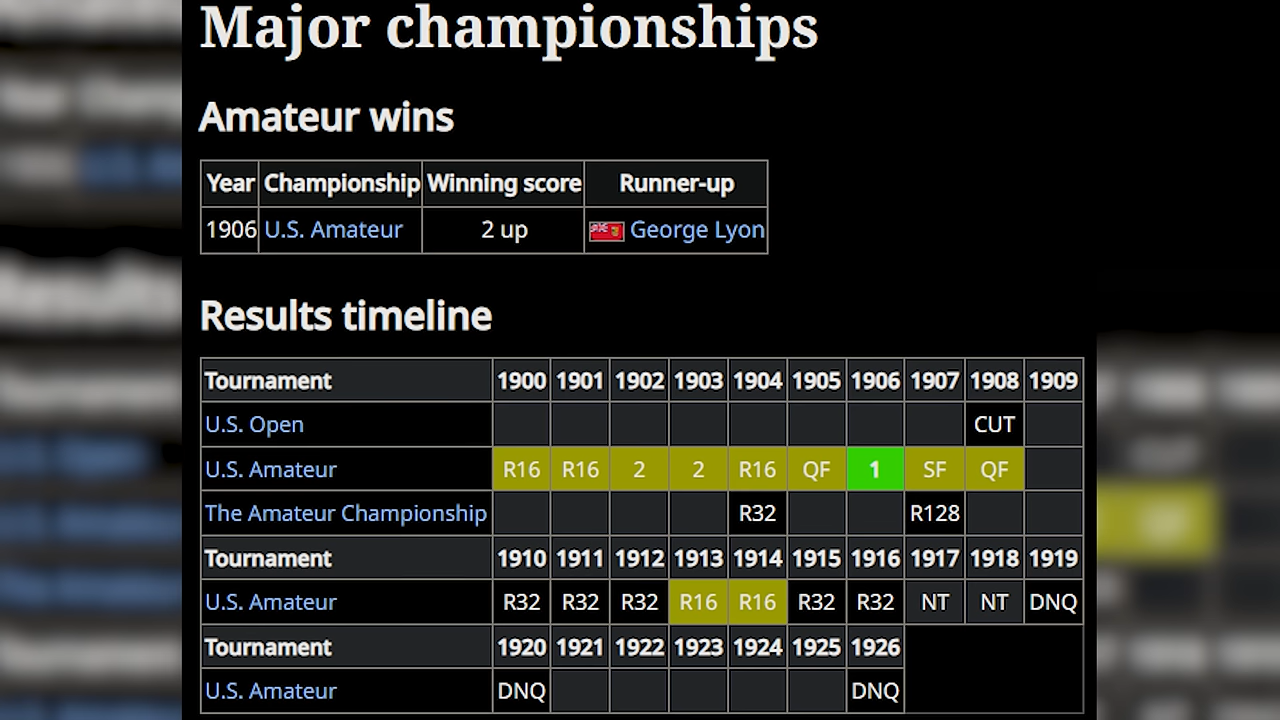 Major championships
Amateur wins
Year Championship Winning score Runner-up
1906 U.S. Amateur 2 up George Lyon
Results timeline
Tournament 1900 1901 1902 1903 1904 1905 1906 1907 1908 1909
U.S. Open CUT
U.S. Amateur R16 R16 2 2 R16 QF 1 SF QF
The Amateur Championship R32 R128
Tournament 1910 1911 1912 1913 1914 1915 1916 1917 1918 1919
U.S. Amateur R32 R32 R32 R16 R16 R32 R32 NT NT DNQ
Tournament 1920 1921 1922 1923 1924 1925 1926
U.S. Amateur DNQ DNQ